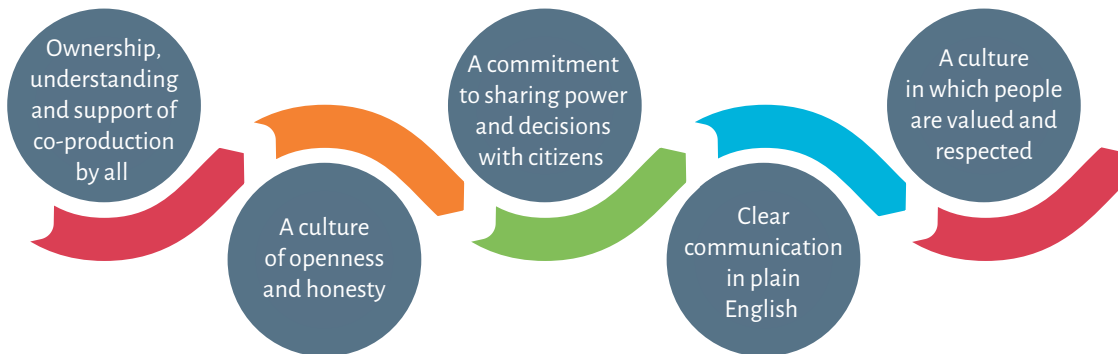 Ownership,
understanding
and support of
co-production
by all
A culture
of openness
and honesty
A commitment
to sharing power
and decisions
with citizens
Clear
communication
in plain
English
A culture
in which people
are valued and
respected